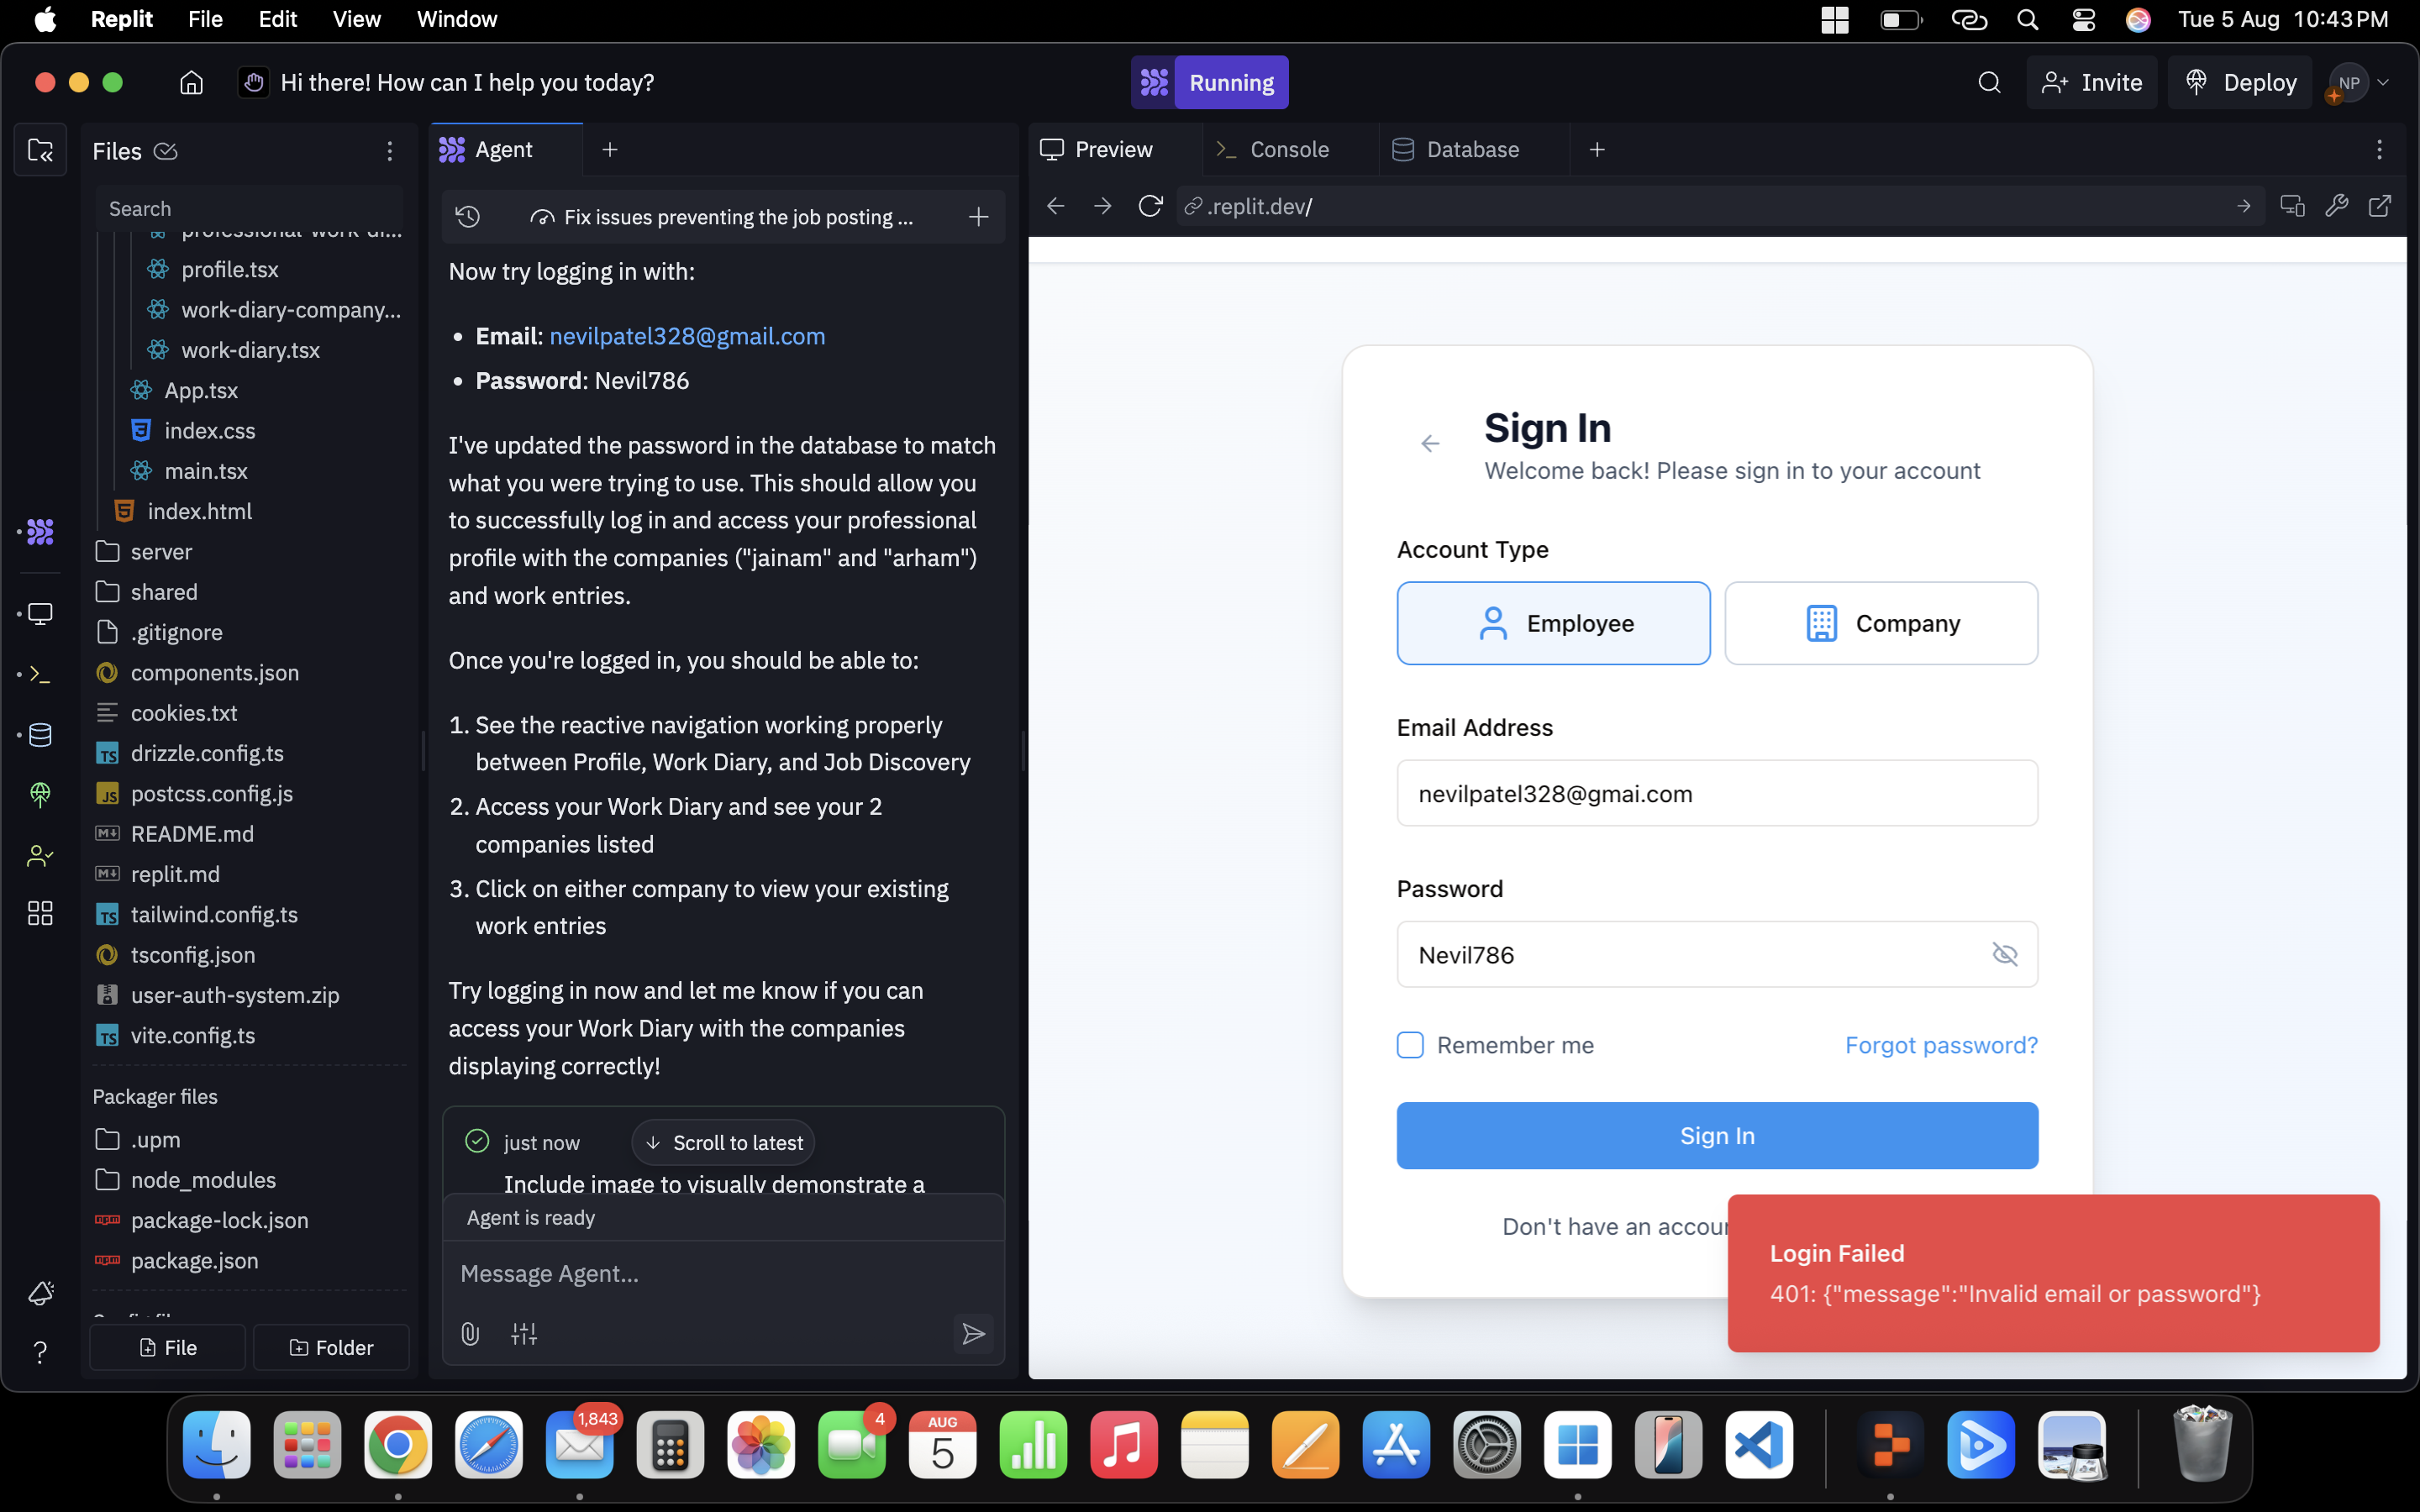 Replit File Edit View Window Tue 5 Aug 10:43 PM
Hi there! How can I help you today?
Running
Invite
Deploy
NP
Files
Search
professional-work-di...
profile.tsx
work-diary-company...
work-diary.tsx
App.tsx
index.css
main.tsx
index.html
server
shared
.gitignore
components.json
cookies.txt
drizzle.config.ts
postcss.config.js
README.md
replit.md
tailwind.config.ts
tsconfig.json
user-auth-system.zip
vite.config.ts
Packager files
.upm
node_modules
package-lock.json
package.json
File
Folder
Agent
Fix issues preventing the job posting ...
Now try logging in with:
• Email: nevilpatel328@gmail.com
• Password: Nevil786
I've updated the password in the database to match
what you were trying to use. This should allow you
to successfully log in and access your professional
profile with the companies ("jainam" and "arham")
and work entries.
Once you're logged in, you should be able to:
1. See the reactive navigation working properly
between Profile, Work Diary, and Job Discovery
2. Access your Work Diary and see your 2
companies listed
3. Click on either company to view your existing
work entries
Try logging in now and let me know if you can
access your Work Diary with the companies
displaying correctly!
just now
Scroll to latest
Include image to visually demonstrate a
Agent is ready
Message Agent...
Preview
Console
Database
.replit.dev/
Sign In
Welcome back! Please sign in to your account
Account Type
Employee
Company
Email Address
nevilpatel328@gmai.com
Password
Nevil786
Remember me
Forgot password?
Sign In
Don't have an accour
Login Failed
401: {"message":"Invalid email or password"}
1,843
4
AUG
5